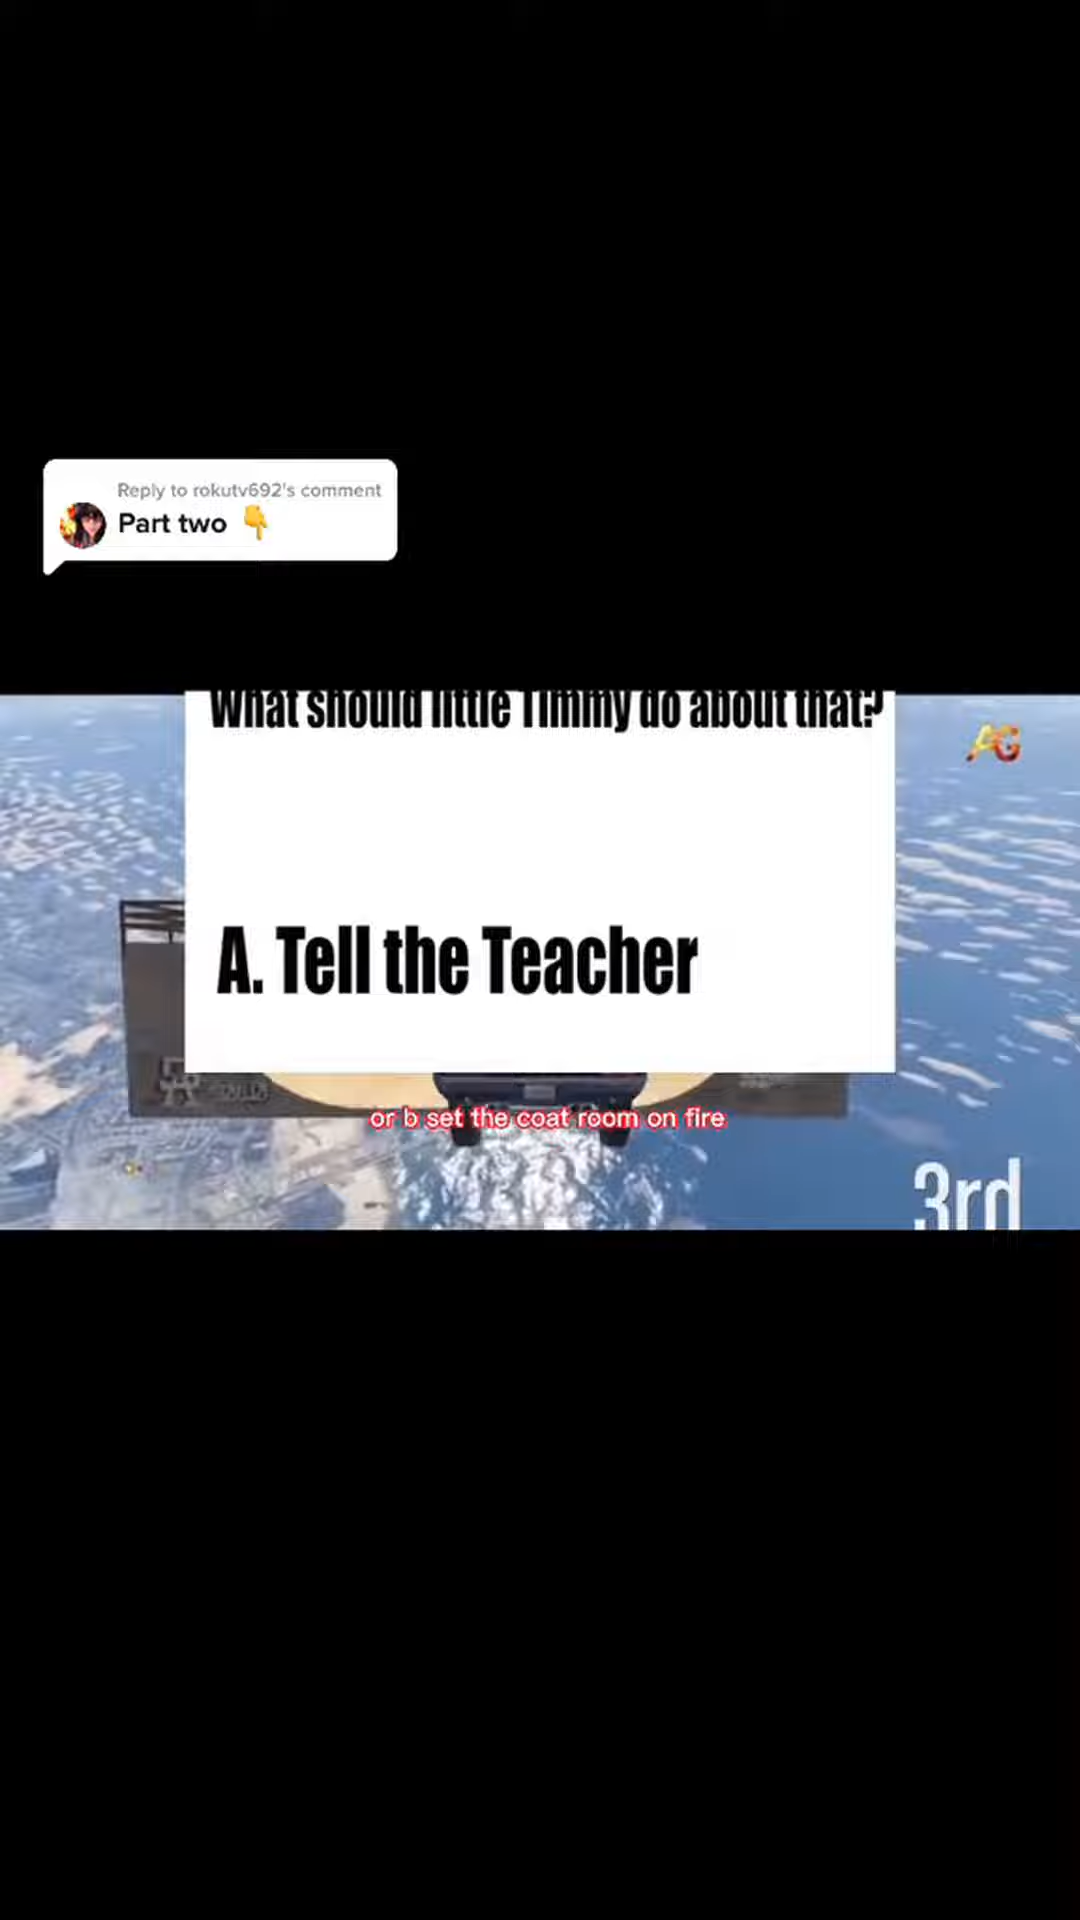 Reply to rokutv692's comment
Part two 👇
What should little Timmy do about that?
AG
A. Tell the Teacher
or b set the coat room on fire
3rd